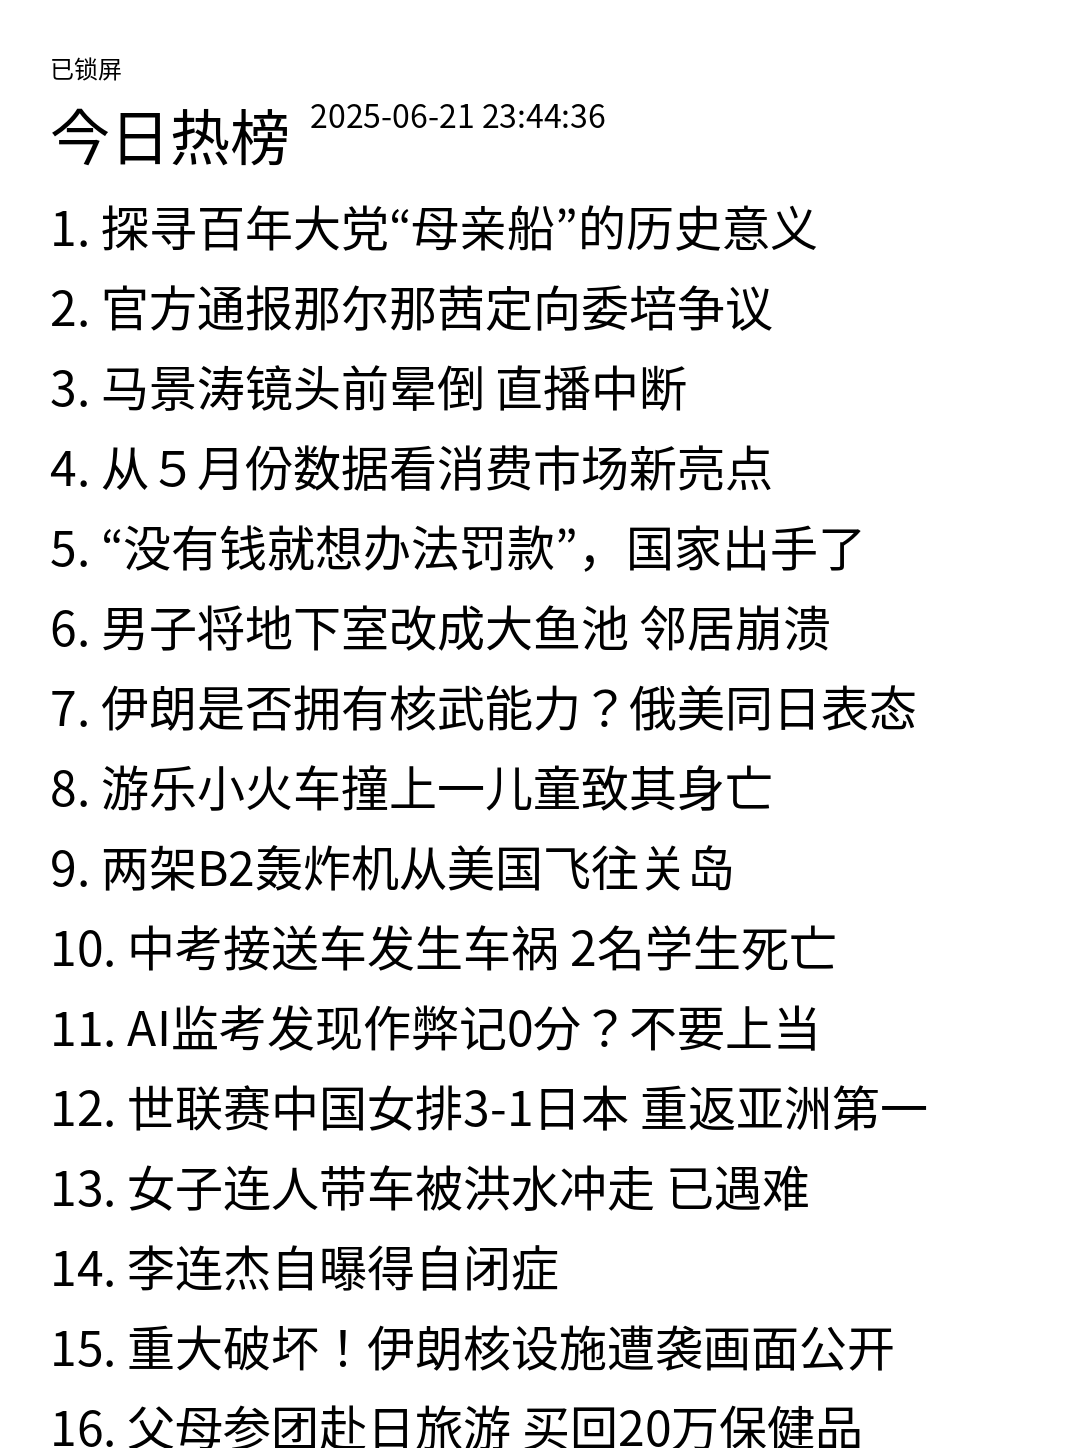 已锁屏
今日热榜 2025-06-21 23:44:36
1. 探寻百年大党“母亲船”的历史意义
2. 官方通报那尔那茜定向委培争议
3. 马景涛镜头前晕倒 直播中断
4. 从５月份数据看消费市场新亮点
5. “没有钱就想办法罚款”，国家出手了
6. 男子将地下室改成大鱼池 邻居崩溃
7. 伊朗是否拥有核武能力？俄美同日表态
8. 游乐小火车撞上一儿童致其身亡
9. 两架B2轰炸机从美国飞往关岛
10. 中考接送车发生车祸 2名学生死亡
11. AI监考发现作弊记0分？不要上当
12. 世联赛中国女排3-1日本 重返亚洲第一
13. 女子连人带车被洪水冲走 已遇难
14. 李连杰自曝得自闭症
15. 重大破坏！伊朗核设施遭袭画面公开
16. 父母参团赴日旅游 买回20万保健品